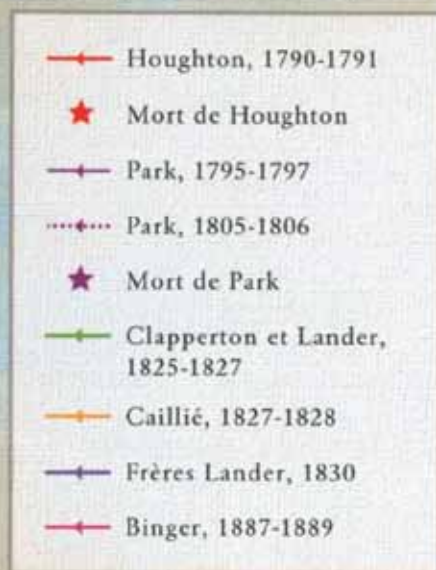 Houghton, 1790-1791
Mort de Houghton
Park, 1795-1797
Park, 1805-1806
Mort de Park
Clapperton et Lander,
1825-1827
Caillié, 1827-1828
Frères Lander, 1830
Binger, 1887-1889